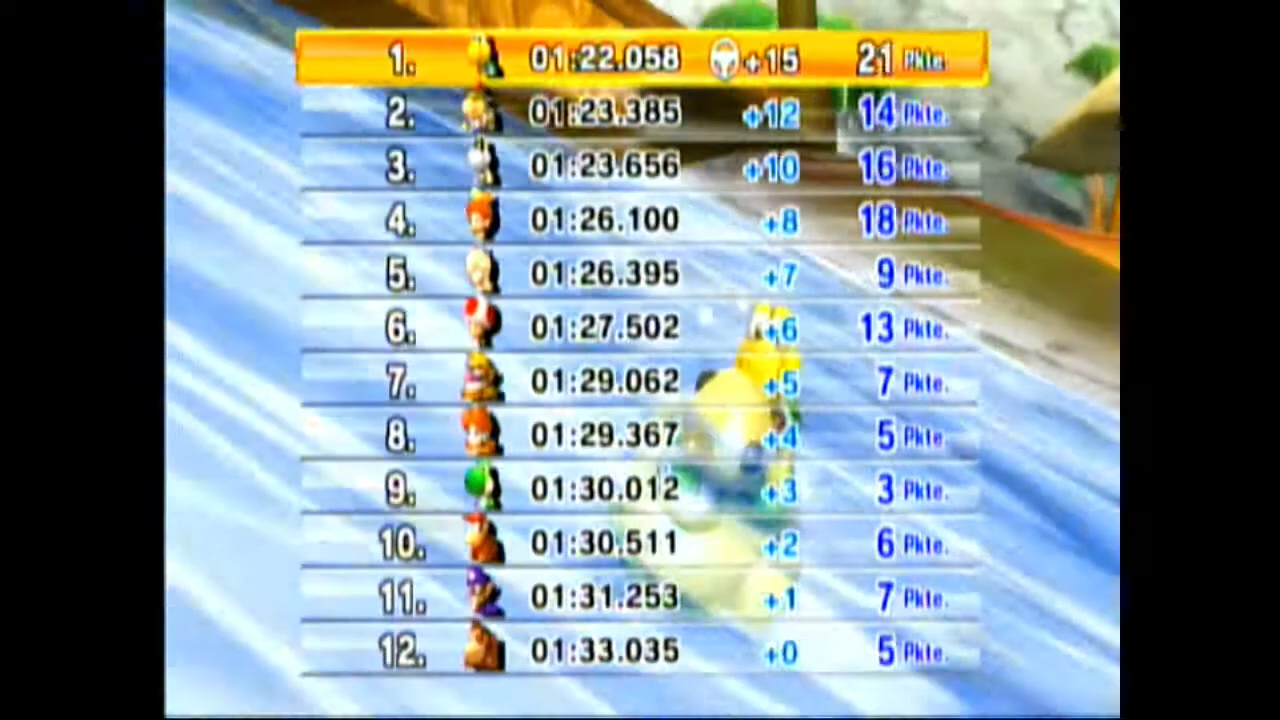 1. 01:22.058 +15 21 Pkte.
2. 01:23.385 +12 14 Pkte.
3. 01:23.656 +10 16 Pkte.
4. 01:26.100 +8 18 Pkte.
5. 01:26.395 +7 9 Pkte.
6. 01:27.502 +6 13 Pkte.
7. 01:29.062 +5 7 Pkte.
8. 01:29.367 +4 5 Pkte.
9. 01:30.012 +3 3 Pkte.
10. 01:30.511 +2 6 Pkte.
11. 01:31.253 +1 7 Pkte.
12. 01:33.035 +0 5 Pkte.